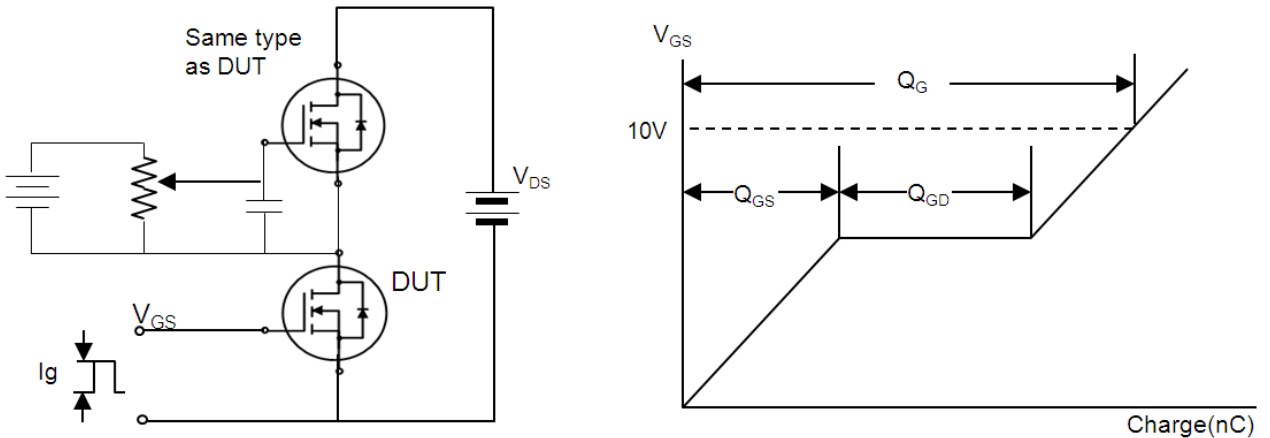 Same type
as DUT
V_DS
DUT
V_GS
Ig
V_GS
Q_G
10V
Q_GS
Q_GD
Charge(nC)